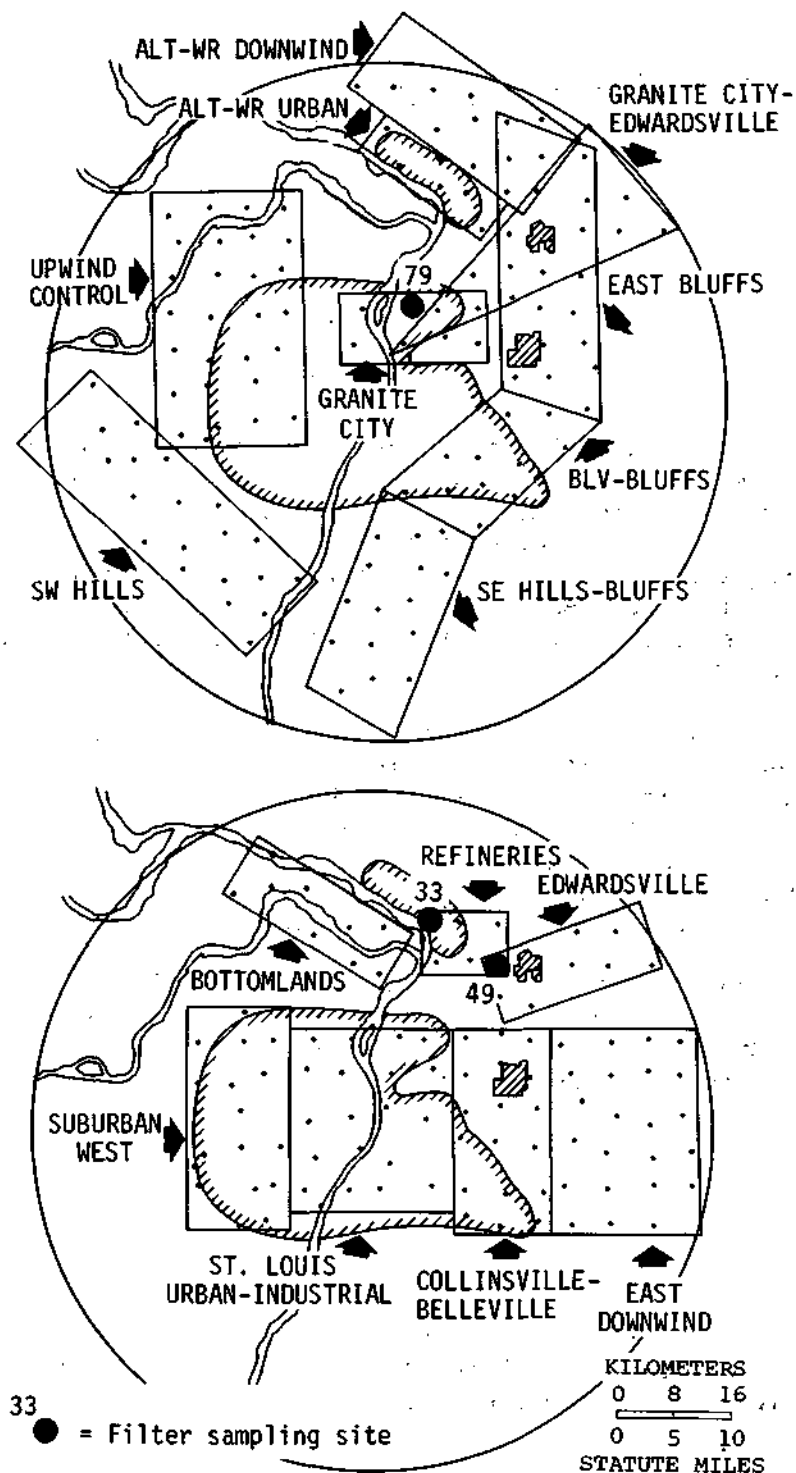 ALT-WR DOWNWIND
ALT-WR URBAN
GRANITE CITY-
EDWARDSVILLE
UPWIND
CONTROL
79
EAST BLUFFS
GRANITE
CITY
BLV-BLUFFS
SW HILLS
SE HILLS-BLUFFS
REFINERIES
33
EDWARDSVILLE
BOTTOMLANDS
49
SUBURBAN
WEST
ST. LOUIS
URBAN-INDUSTRIAL
COLLINSVILLE-
BELLEVILLE
EAST
DOWNWIND
KILOMETERS
0 8 16
0 5 10
STATUTE MILES
33
= Filter sampling site